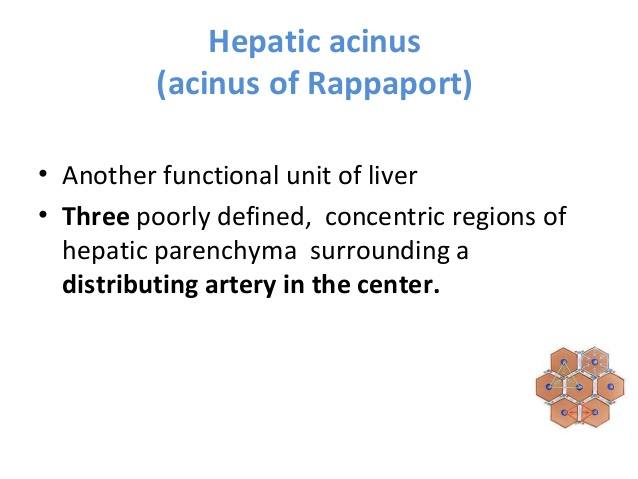 Hepatic acinus
(acinus of Rappaport)
• Another functional unit of liver
• Three poorly defined,  concentric regions of
hepatic parenchyma  surrounding a
distributing artery in the center.